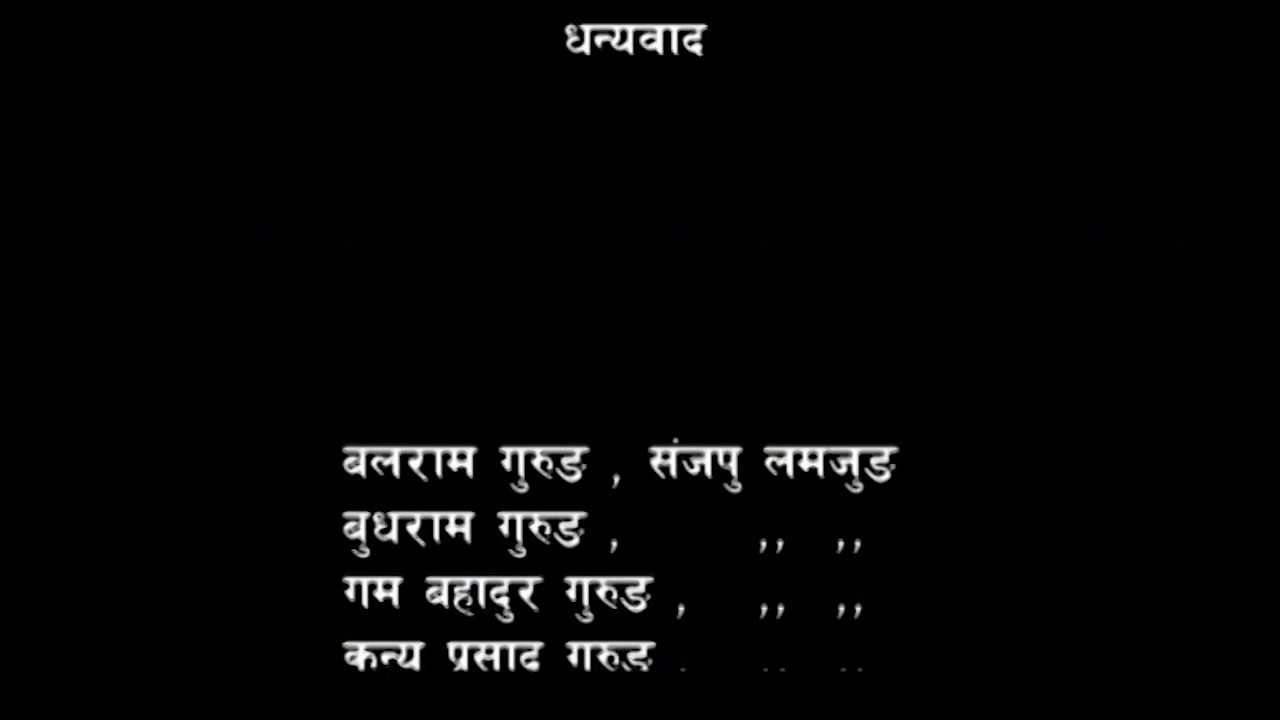 धन्यवाद
बलराम गुरुङ , संजपु लमजुङ
बुधराम गुरुङ , ,, ,,
गम बहादुर गुरुङ , ,, ,,
कन्य प्रसाद गुरुङ